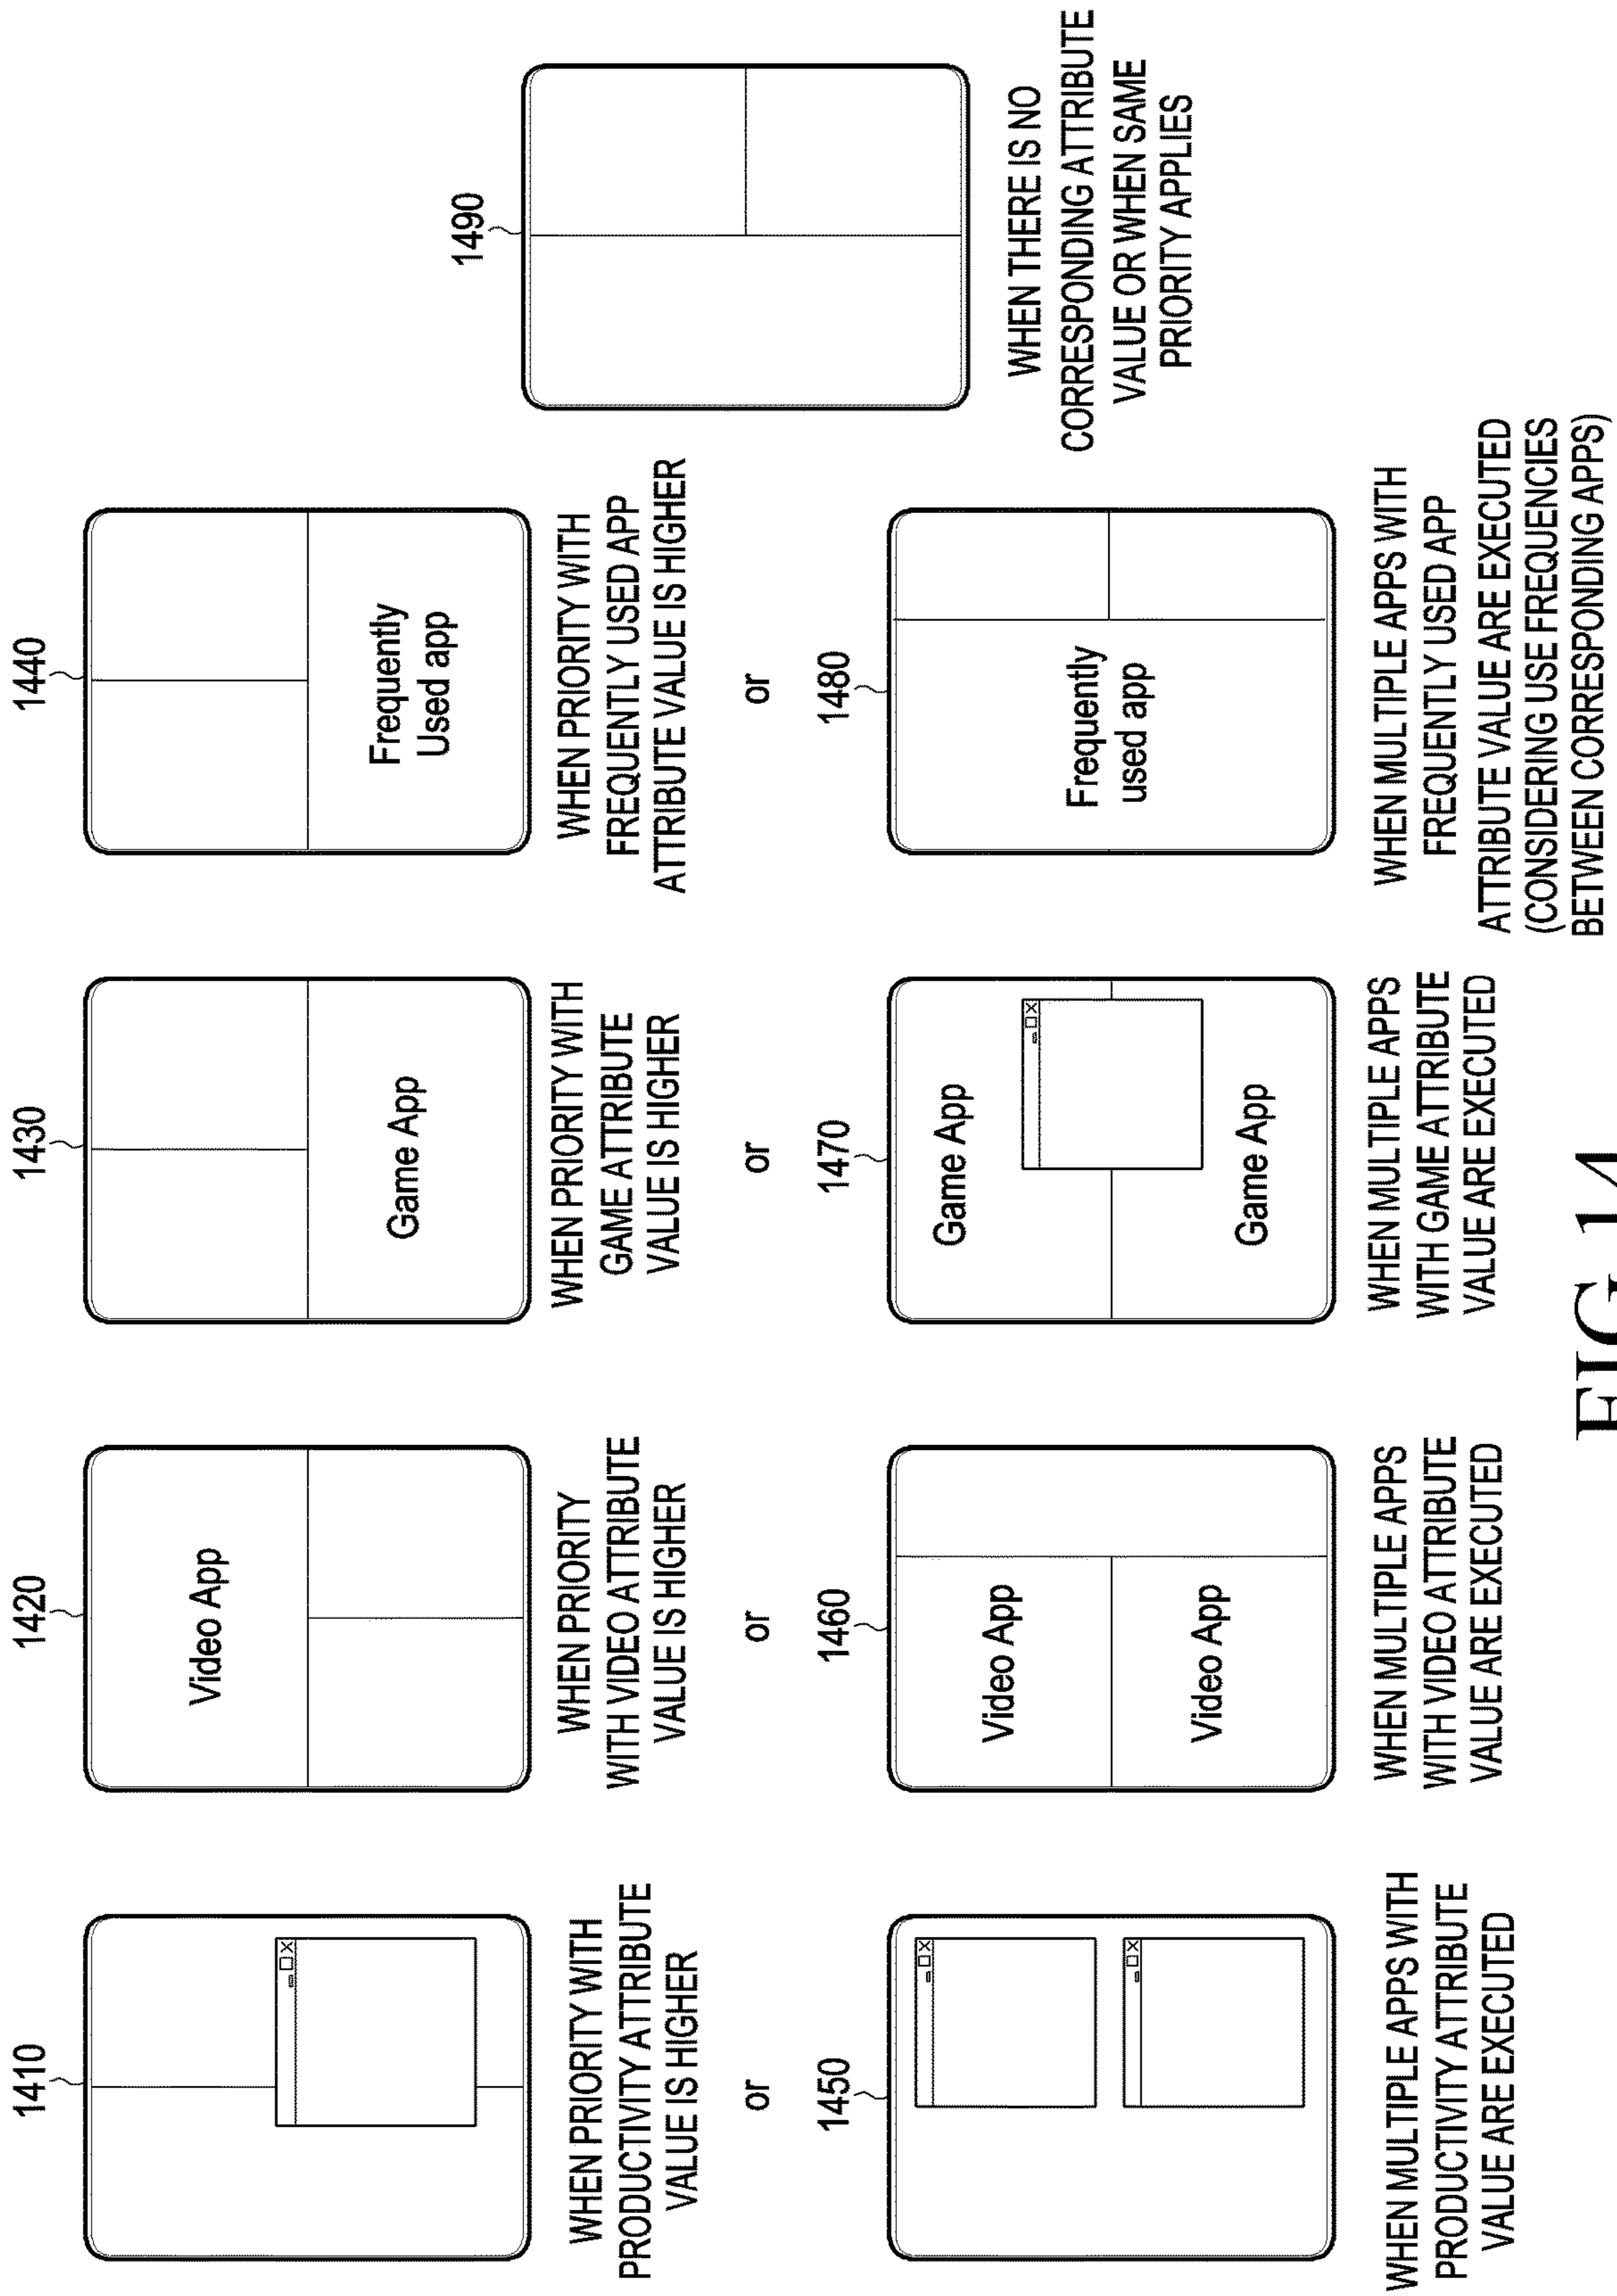 1410
WHEN PRIORITY WITH
PRODUCTIVITY ATTRIBUTE
VALUE IS HIGHER
or
1450
WHEN MULTIPLE APPS WITH
PRODUCTIVITY ATTRIBUTE
VALUE ARE EXECUTED
1420
Video App
WHEN PRIORITY
WITH VIDEO ATTRIBUTE
VALUE IS HIGHER
or
1460
Video App
Video App
WHEN MULTIPLE APPS
WITH VIDEO ATTRIBUTE
VALUE ARE EXECUTED
1430
Game App
WHEN PRIORITY WITH
GAME ATTRIBUTE
VALUE IS HIGHER
or
1470
Game App
Game App
WHEN MULTIPLE APPS
WITH GAME ATTRIBUTE
VALUE ARE EXECUTED
1440
Frequently
Used app
WHEN PRIORITY WITH
FREQUENTLY USED APP
ATTRIBUTE VALUE IS HIGHER
or
1480
Frequently
used app
WHEN MULTIPLE APPS WITH
FREQUENTLY USED APP
ATTRIBUTE VALUE ARE EXECUTED
(CONSIDERING USE FREQUENCIES
BETWEEN CORRESPONDING APPS)
1490
WHEN THERE IS NO
CORRESPONDING ATTRIBUTE
VALUE OR WHEN SAME
PRIORITY APPLIES
FIG.14